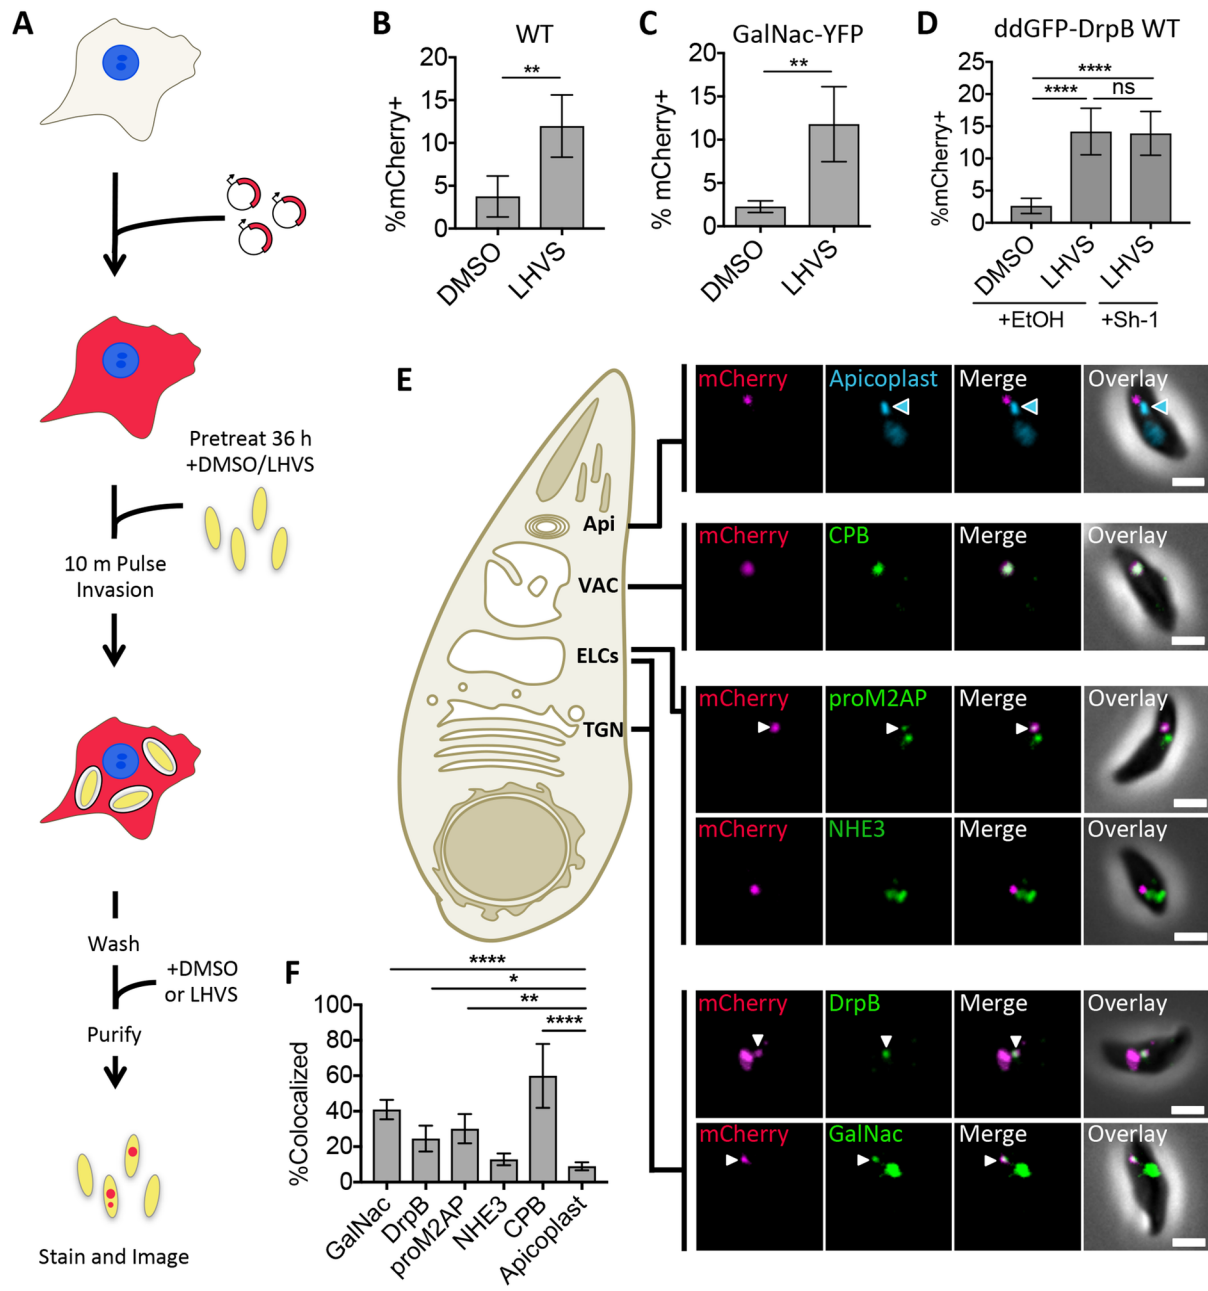 A
Pretreat 36 h
+DMSO/LHVS
10 m Pulse
Invasion
Wash
+DMSO
or LHVS
Purify
Stain and Image
B
WT
**
%mCherry+
20
15
10
5
0
DMSO
LHVS
C
GalNac-YFP
**
% mCherry+
20
15
10
5
0
DMSO
LHVS
D
ddGFP-DrpB WT
****
**** ns
%mCherry+
25
20
15
10
5
0
DMSO
LHVS
LHVS
+EtOH
+Sh-1
E
Api
VAC
ELCs
TGN
mCherry Apicoplast Merge Overlay
mCherry CPB Merge Overlay
mCherry proM2AP Merge Overlay
mCherry NHE3 Merge Overlay
mCherry DrpB Merge Overlay
mCherry GalNac Merge Overlay
F
****
*
**
****
%Colocalized
100
80
60
40
20
0
GalNac
DrpB
proM2AP
NHE3
CPB
Apicoplast